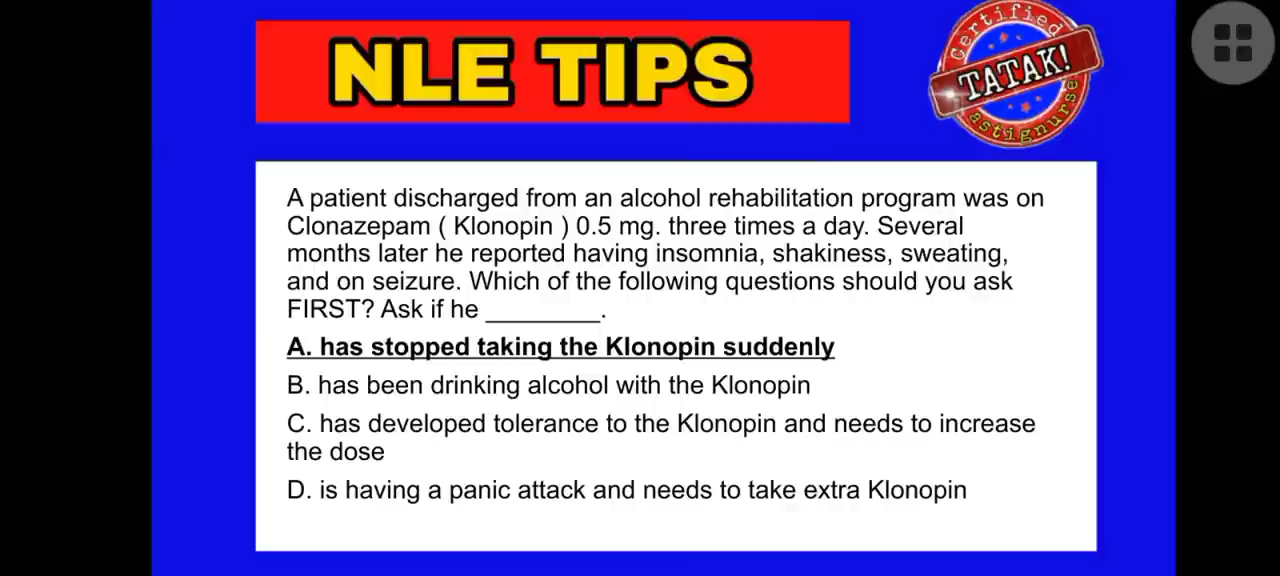 NLE TIPS
Certified
TATAK!
astignurse
A patient discharged from an alcohol rehabilitation program was on
Clonazepam ( Klonopin ) 0.5 mg. three times a day. Several
months later he reported having insomnia, shakiness, sweating,
and on seizure. Which of the following questions should you ask
FIRST? Ask if he ________.
A. has stopped taking the Klonopin suddenly
B. has been drinking alcohol with the Klonopin
C. has developed tolerance to the Klonopin and needs to increase
the dose
D. is having a panic attack and needs to take extra Klonopin